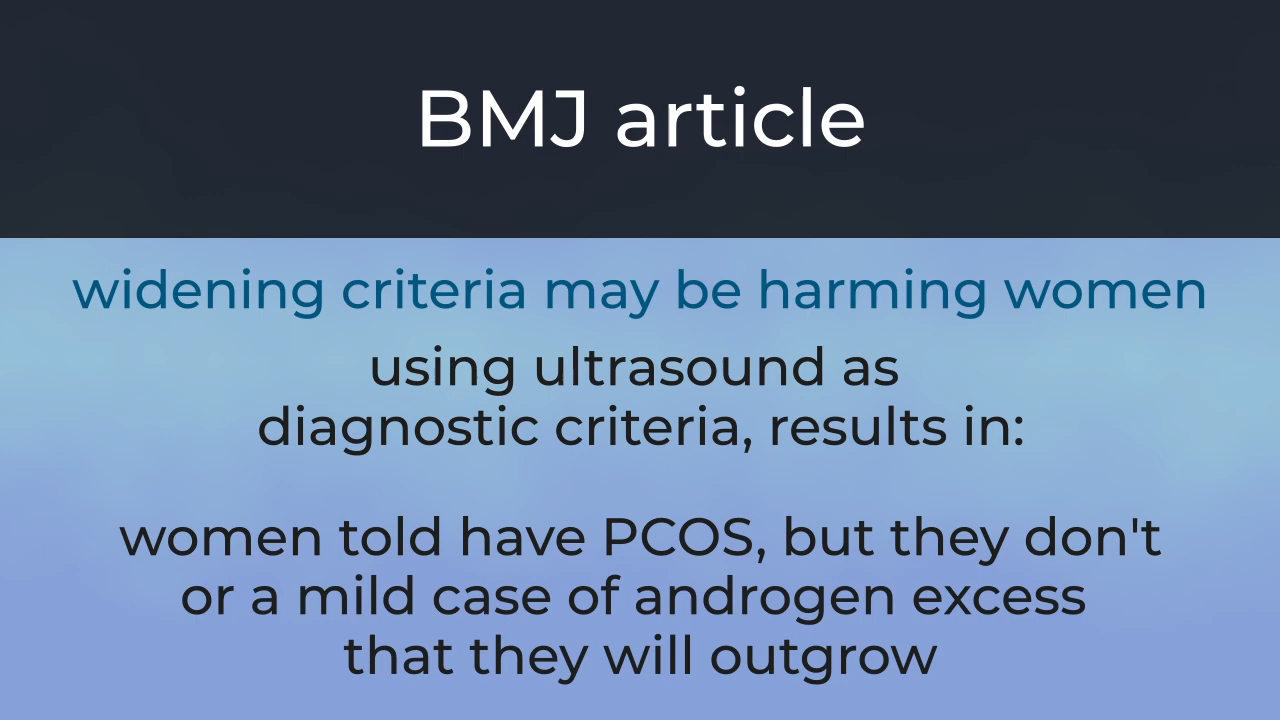 BMJ article
widening criteria may be harming women
using ultrasound as
diagnostic criteria, results in:
women told have PCOS, but they don't
or a mild case of androgen excess
that they will outgrow